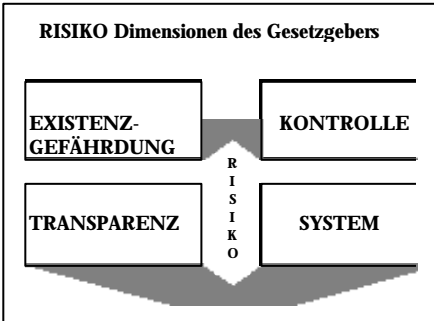 RISIKO Dimensionen des Gesetzgebers
EXISTENZ-
GEFÄHRDUNG
KONTROLLE
R
I
S
I
K
O
TRANSPARENZ
SYSTEM